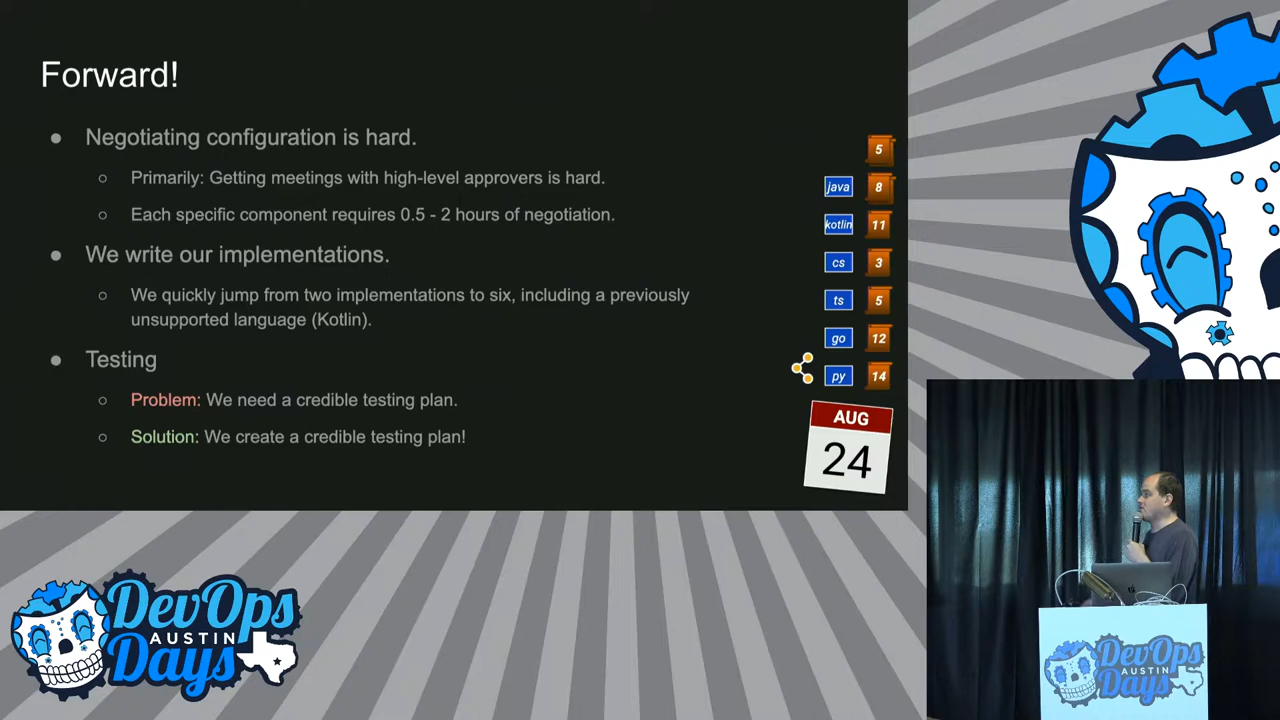 Forward!
● Negotiating configuration is hard.
○ Primarily: Getting meetings with high-level approvers is hard.
○ Each specific component requires 0.5 - 2 hours of negotiation.
● We write our implementations.
○ We quickly jump from two implementations to six, including a previously
unsupported language (Kotlin).
● Testing
○ Problem: We need a credible testing plan.
○ Solution: We create a credible testing plan!
5
java 8
kotlin 11
cs 3
ts 5
go 12
py 14
AUG
24
DevOps
AUSTIN
Days
DevOps
AUSTIN
Days